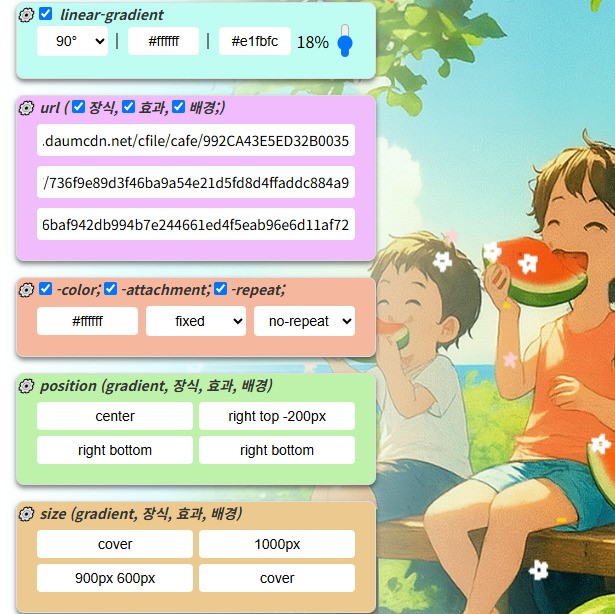 linear-gradient
90° | #ffffff | #e1fbfc 18%
url ( 장식, 효과, 배경;)
.daumcdn.net/cfile/cafe/992CA43E5ED32B0035
/736f9e89d3f46ba9a54e21d5fd8d4ffaddc884a9
6baf942db994b7e244661ed4f5eab96e6d11af72
-color; -attachment; -repeat;
#ffffff fixed no-repeat
position (gradient, 장식, 효과, 배경)
center right top -200px
right bottom right bottom
size (gradient, 장식, 효과, 배경)
cover 1000px
900px 600px cover